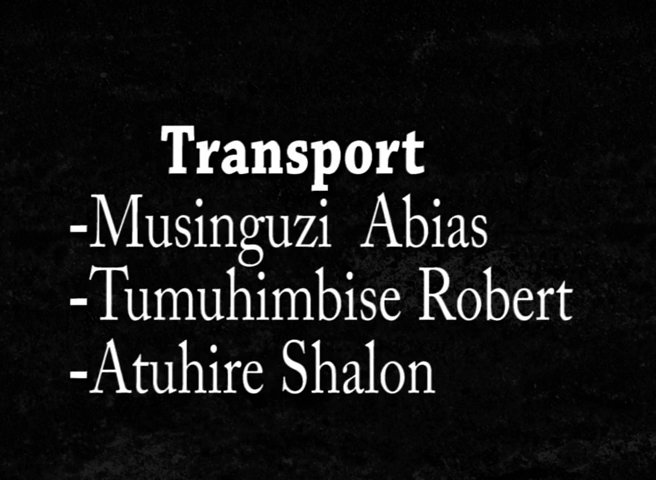 Transport
-Musinguzi  Abias
-Tumuhimbise Robert
-Atuhire Shalon